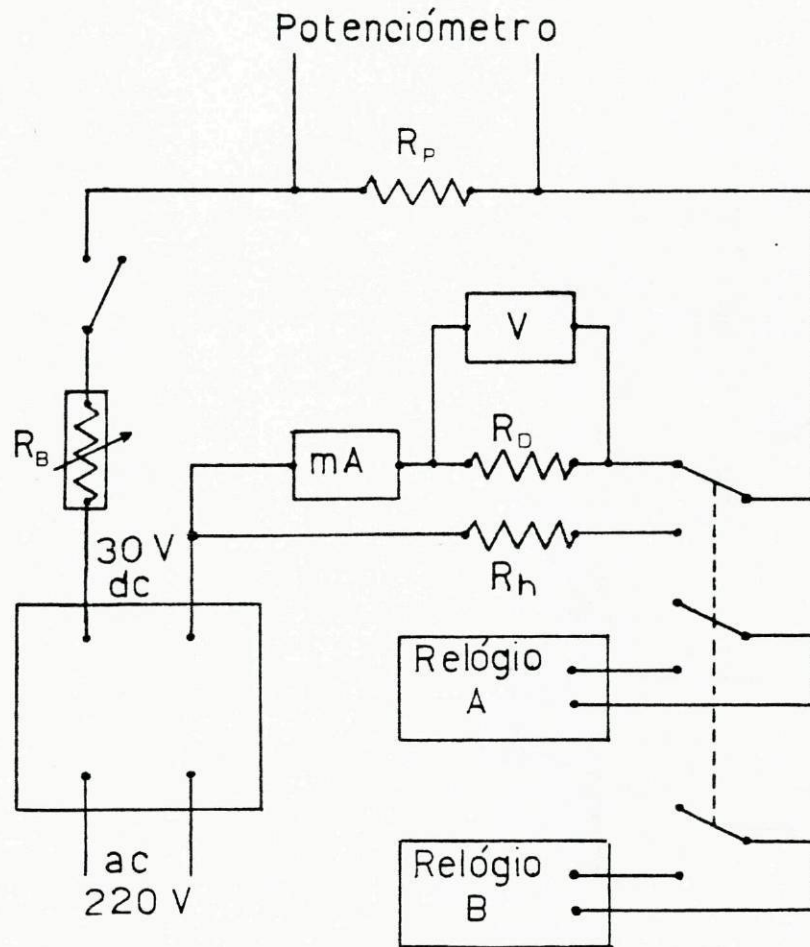 Potenciómetro
R_P
V
R_B
mA
R_D
30 V
dc
R_h
Relógio
A
ac
220 V
Relógio
B